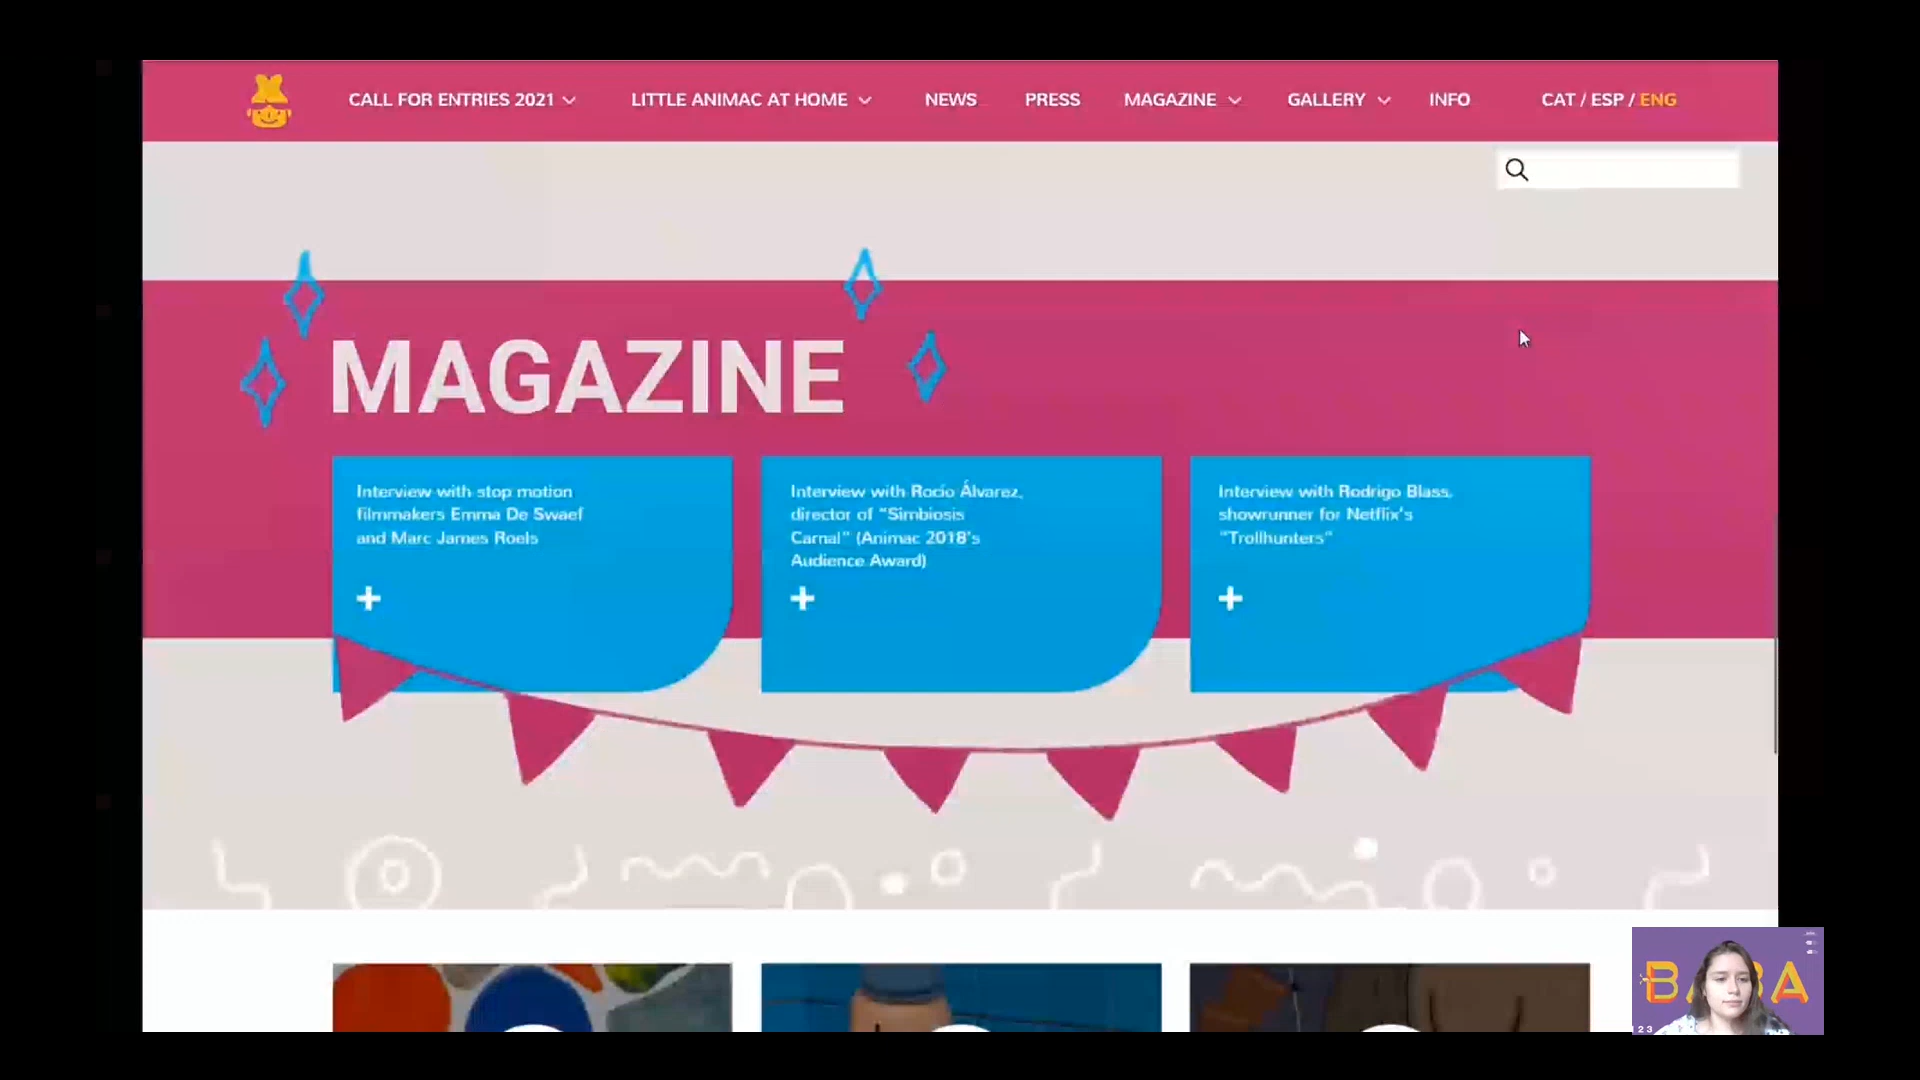 CALL FOR ENTRIES 2021
LITTLE ANIMAC AT HOME
NEWS
PRESS
MAGAZINE
GALLERY
INFO
CAT / ESP / ENG
MAGAZINE
Interview with stop motion
filmmakers Emma De Swaef
and Marc James Roels
+
Interview with Rocío Álvarez,
director of "Simbiosis
Carnal" (Animac 2018's
Audience Award)
+
Interview with Rodrigo Blass,
showrunner for Netflix's
"Trollhunters"
+
123